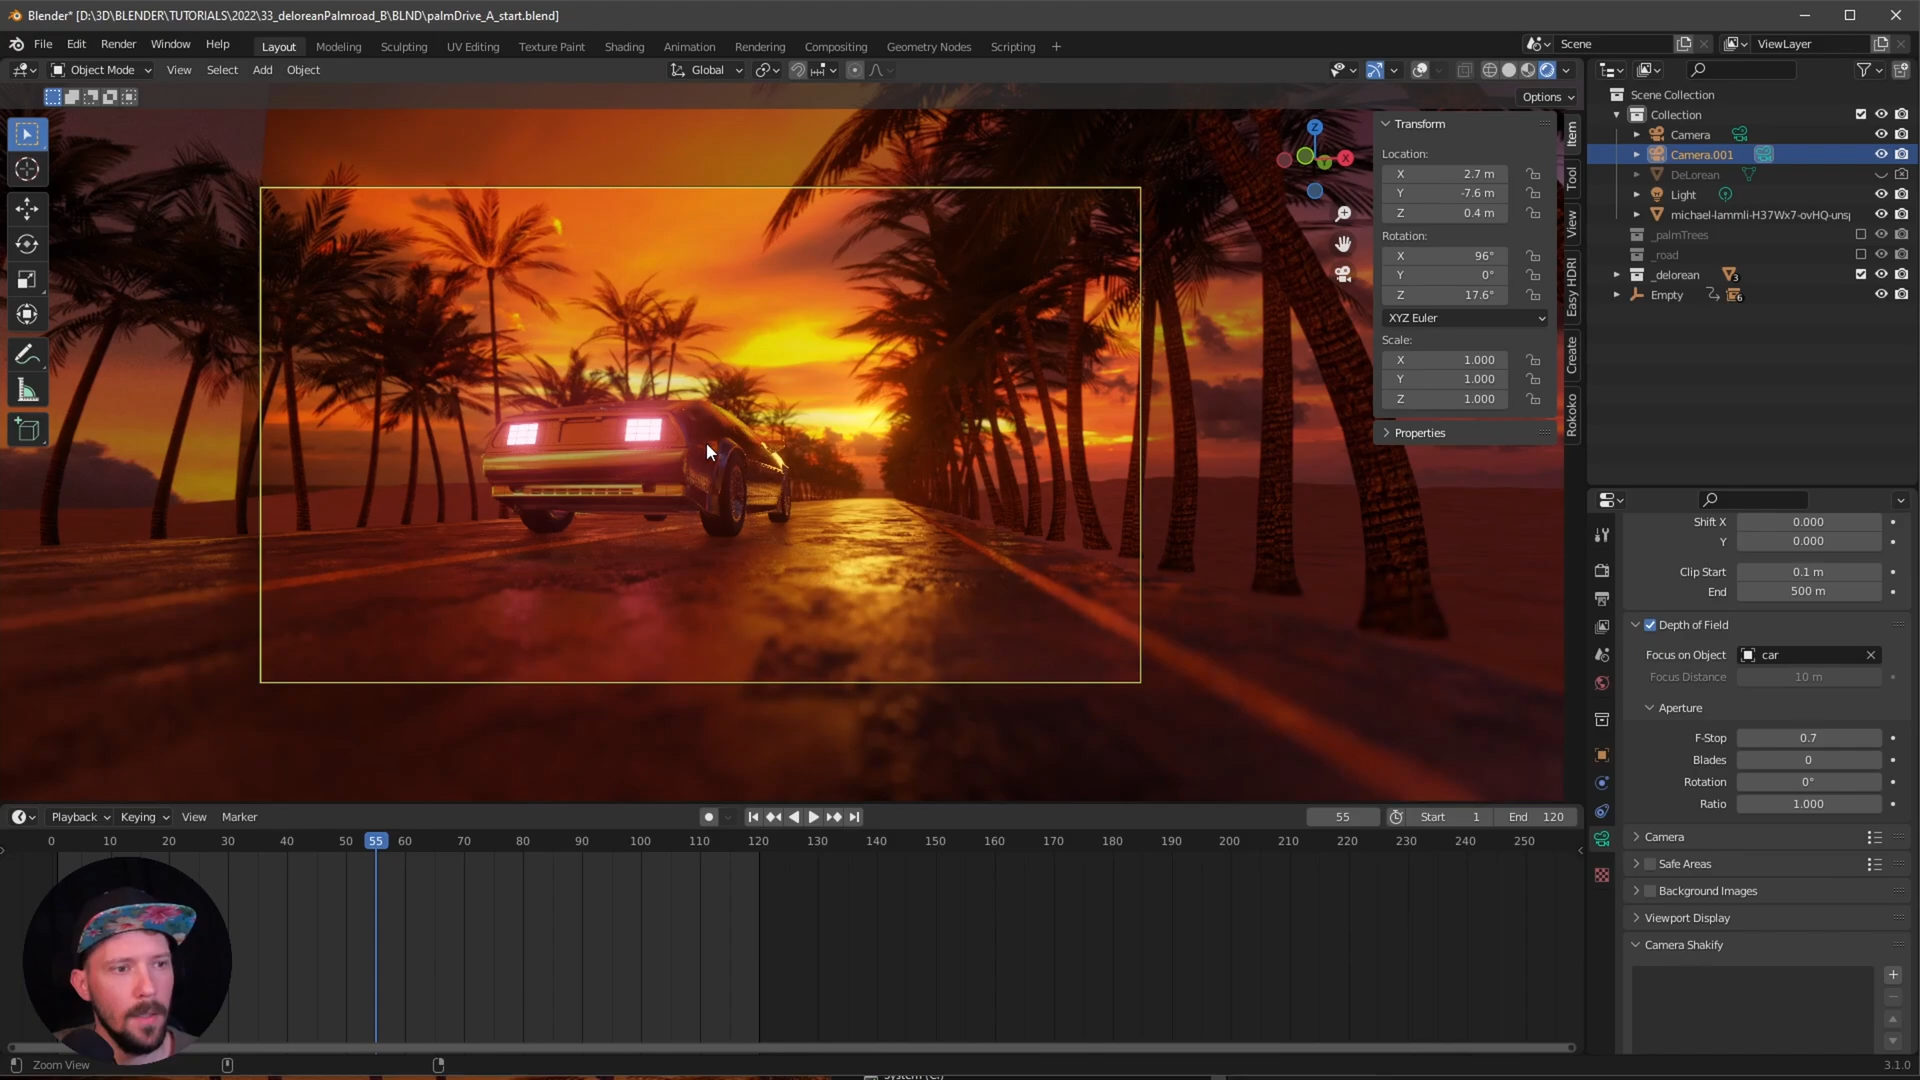 Blender* [D:\3D\BLENDER\TUTORIALS\2022\33_deloreanPalmroad_B\BLND\palmDrive_A_start.blend]
File Edit Render Window Help Layout Modeling Sculpting UV Editing Texture Paint Shading Animation Rendering Compositing Geometry Nodes Scripting + Scene ViewLayer
Object Mode View Select Add Object Global
Options
Transform
Location:
X 2.7 m
Y -7.6 m
Z 0.4 m
Rotation:
X 96°
Y 0°
Z 17.6°
XYZ Euler
Scale:
X 1.000
Y 1.000
Z 1.000
Properties
Item
Tool
View
Easy HDRI
Create
Rokoko
Z
Y
X
Scene Collection
Collection
Camera
Camera.001
DeLorean
Light
michael-lammli-H37Wx7-ovHQ-unsp
_palmTrees
_road
_delorean 3
Empty 6
Shift X 0.000
Y 0.000
Clip Start 0.1 m
End 500 m
Depth of Field
Focus on Object car
Focus Distance 10 m
Aperture
F-Stop 0.7
Blades 0
Rotation 0°
Ratio 1.000
Camera
Safe Areas
Background Images
Viewport Display
Camera Shakify
Playback Keying View Marker 55 Start 1 End 120
0 10 20 30 40 50 55 60 70 80 90 100 110 120 130 140 150 160 170 180 190 200 210 220 230 240 250
Zoom View
3.1.0